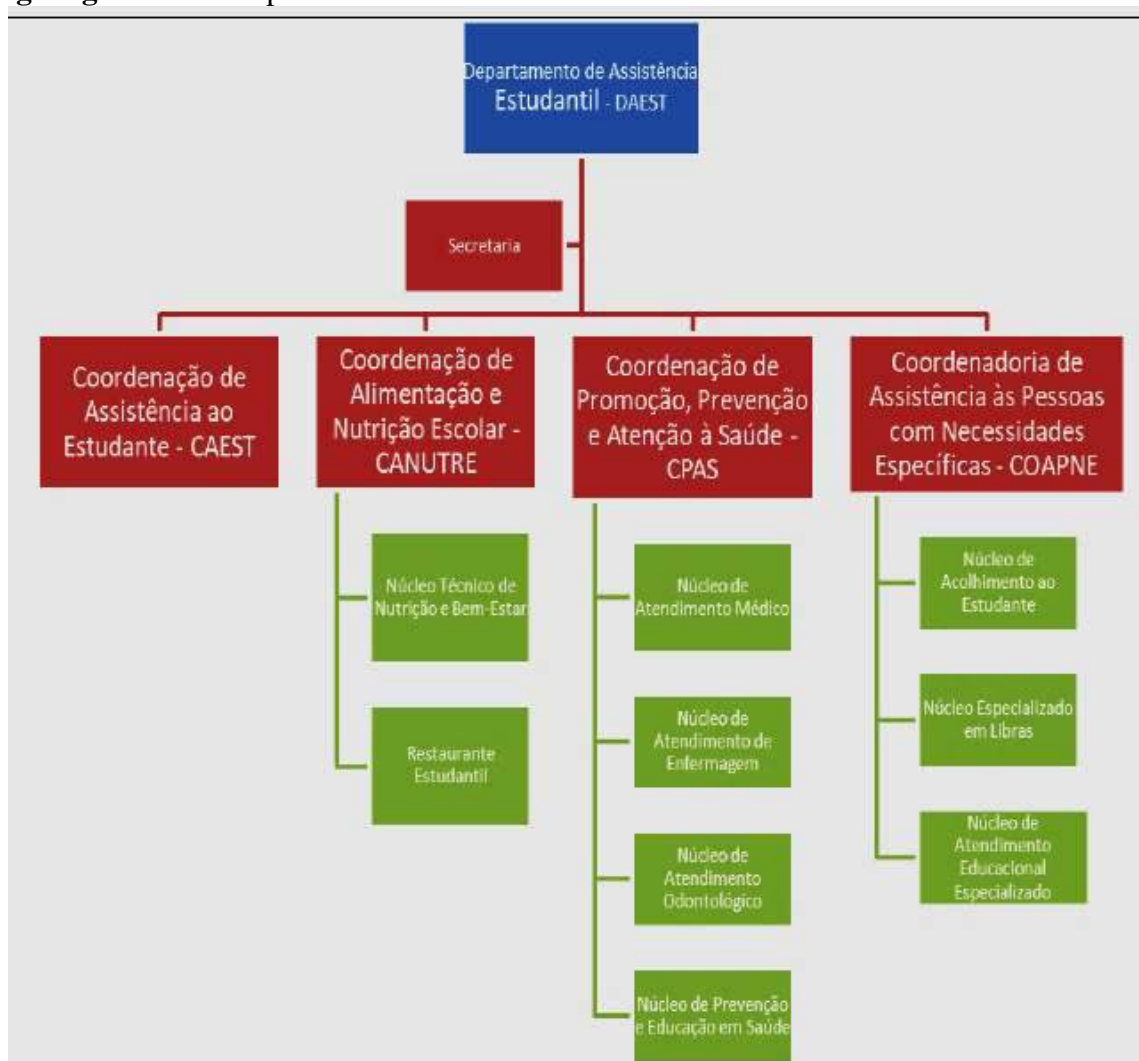 Departamento de Assistência
Estudantil - DAEST
Secretaria
Coordenação de
Assistência ao
Estudante - CAEST
Coordenação de
Alimentação e
Nutrição Escolar -
CANUTRE
Coordenação de
Promoção, Prevenção
e Atenção à Saúde -
CPAS
Coordenadoria de
Assistência às Pessoas
com Necessidades
Específicas - COAPNE
Núcleo Técnico de
Nutrição e Bem-Estar
Restaurante
Estudantil
Núcleo de
Atendimento Médico
Núcleo de
Atendimento de
Enfermagem
Núcleo de
Atendimento
Odontológico
Núcleo de Prevenção
e Educação em Saúde
Núcleo de
Acolhimento ao
Estudante
Núcleo Especializado
em Libras
Núcleo de
Atendimento
Educacional
Especializado